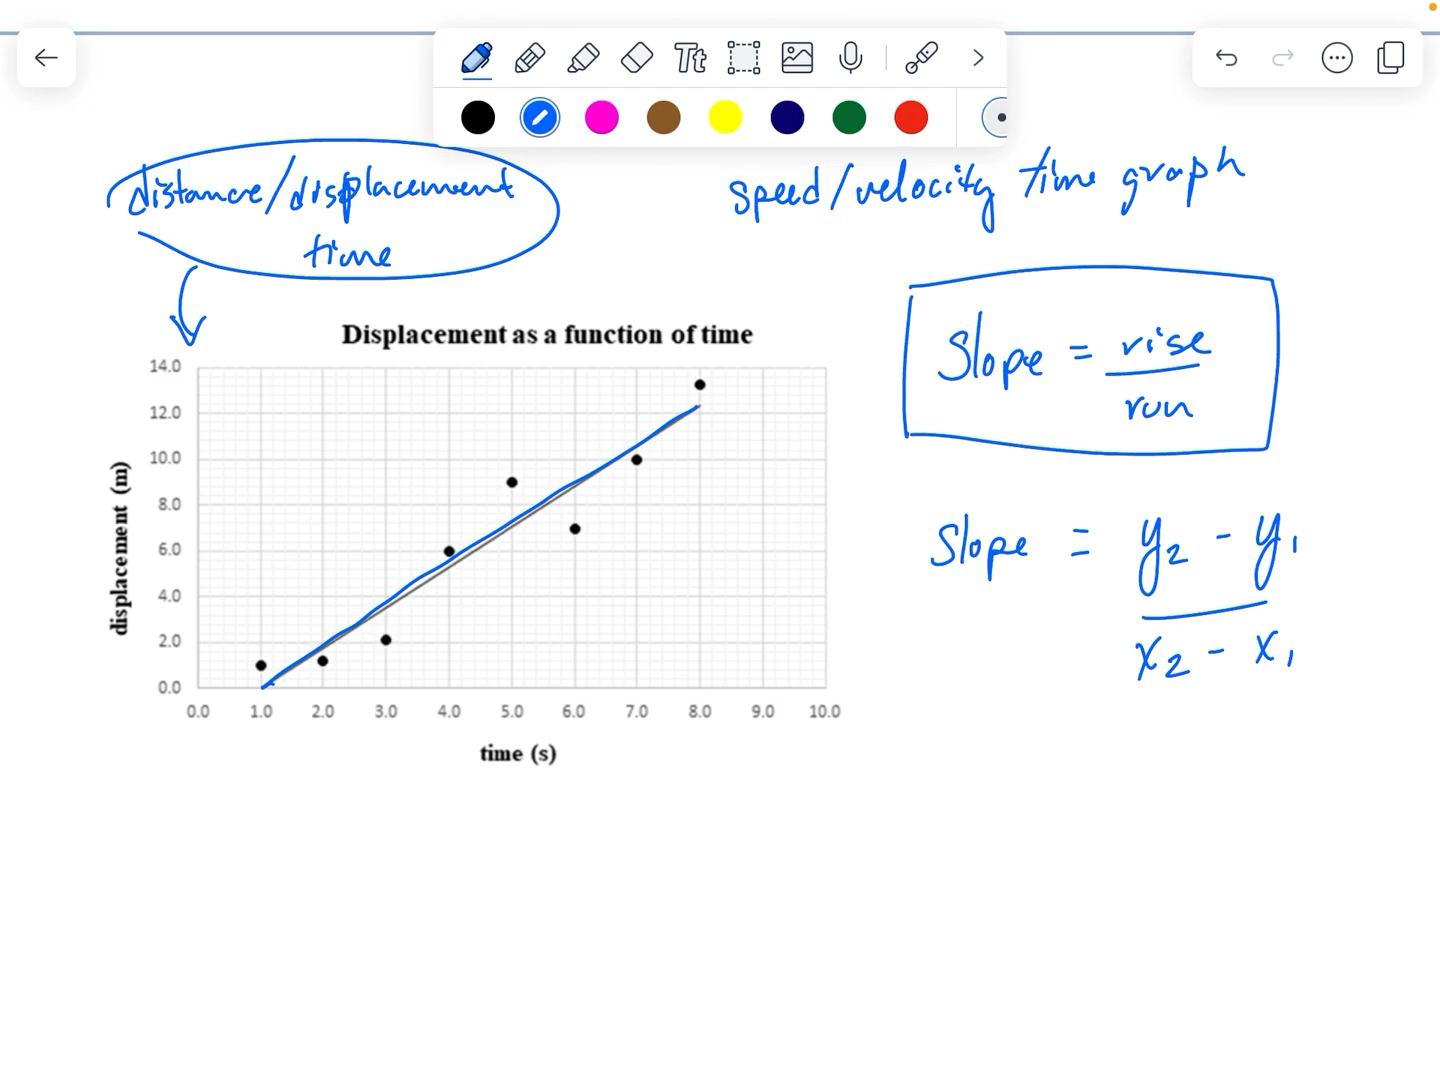 Tt
distance/displacement
time
speed/velocity time graph
Slope = rise
run
Displacement as a function of time
14.0
12.0
10.0
8.0
6.0
4.0
2.0
0.0
displacement (m)
0.0 1.0 2.0 3.0 4.0 5.0 6.0 7.0 8.0 9.0 10.0
time (s)
Slope = y₂ - y₁
x₂ - x₁